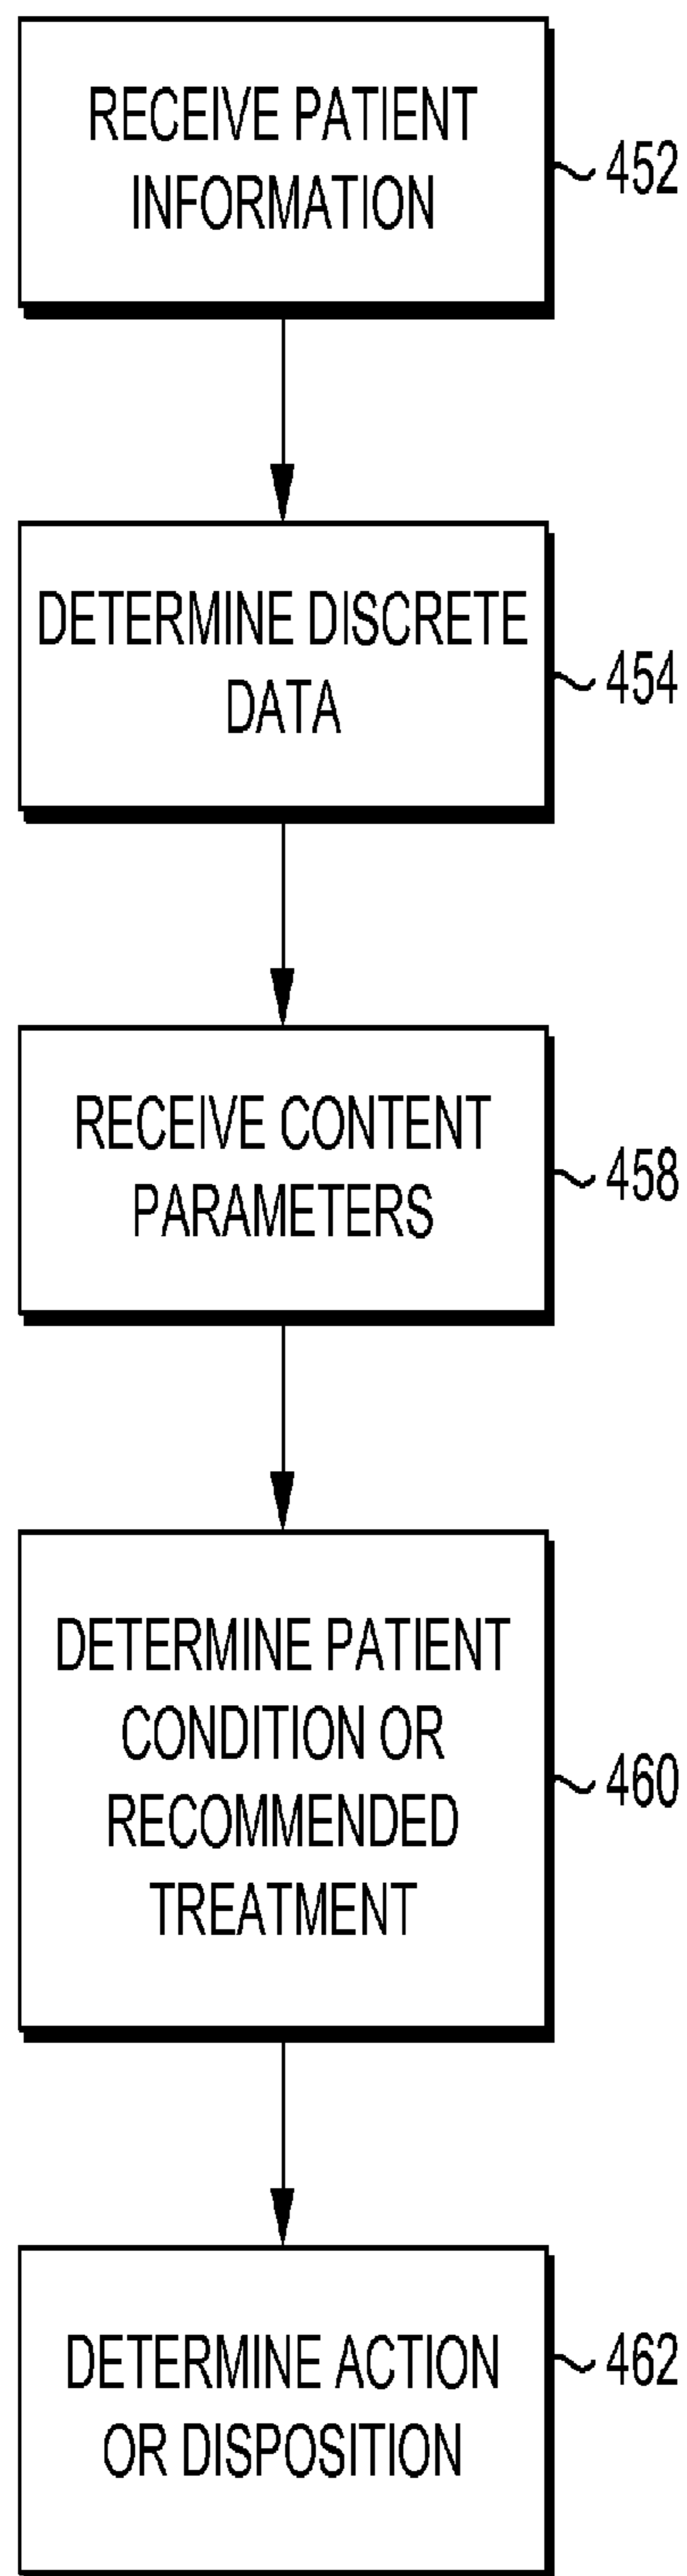 RECEIVE PATIENT
INFORMATION
452
DETERMINE DISCRETE
DATA
454
RECEIVE CONTENT
PARAMETERS
458
DETERMINE PATIENT
CONDITION OR
RECOMMENDED
TREATMENT
460
DETERMINE ACTION
OR DISPOSITION
462